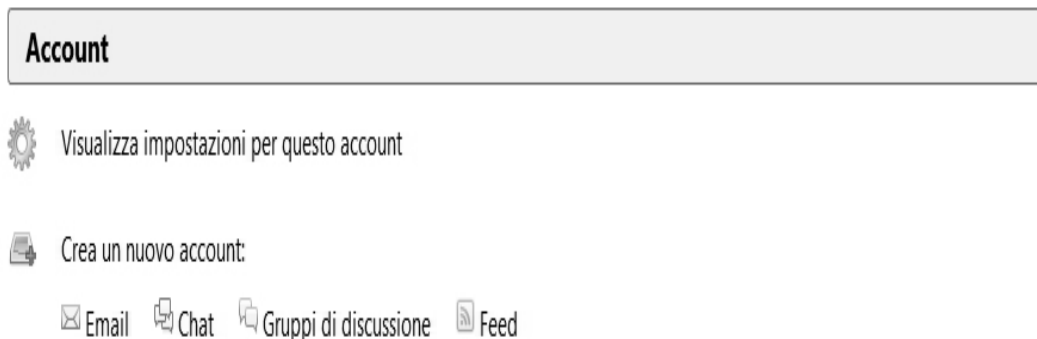 Account
Visualizza impostazioni per questo account
Crea un nuovo account:
Email Chat Gruppi di discussione Feed